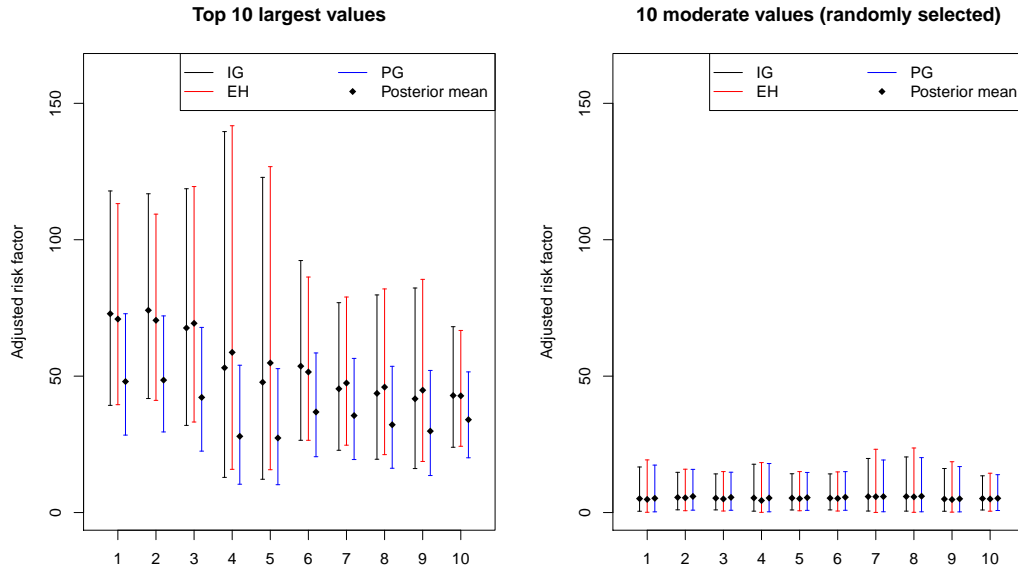 Top 10 largest values
IG PG
EH Posterior mean
Adjusted risk factor
150
100
50
0
1 2 3 4 5 6 7 8 9 10
10 moderate values (randomly selected)
IG PG
EH Posterior mean
Adjusted risk factor
150
100
50
0
1 2 3 4 5 6 7 8 9 10